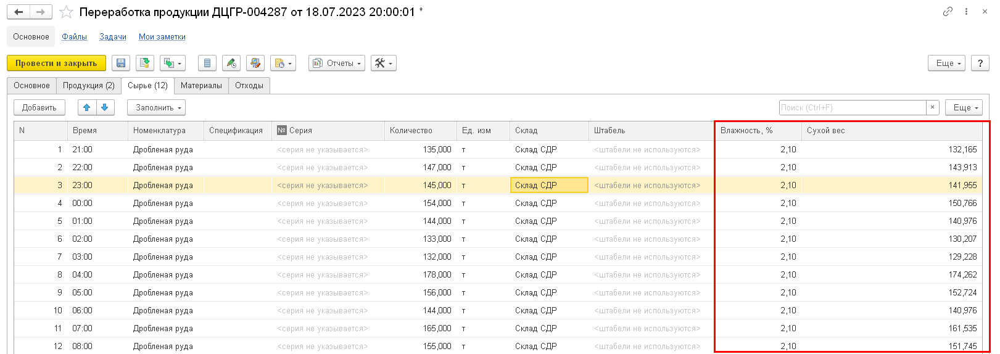 Переработка продукции ДЦГР-004287 от 18.07.2023 20:00:01 *
Основное Файлы Задачи Мои заметки
Провести и закрыть Отчеты Еще ?
Основное Продукция (2) Сырье (12) Материалы Отходы
Добавить Заполнить Поиск (Ctrl+F) × Еще
N Время Номенклатура Спецификация № Серия Количество Ед. изм Склад Штабель Влажность, % Сухой вес
1 21:00 Дробленая руда <серия не указывается> 135,000 т Склад СДР <штабели не используются> 2,10 132,165
2 22:00 Дробленая руда <серия не указывается> 147,000 т Склад СДР <штабели не используются> 2,10 143,913
3 23:00 Дробленая руда <серия не указывается> 145,000 т Склад СДР <штабели не используются> 2,10 141,955
4 00:00 Дробленая руда <серия не указывается> 154,000 т Склад СДР <штабели не используются> 2,10 150,766
5 01:00 Дробленая руда <серия не указывается> 144,000 т Склад СДР <штабели не используются> 2,10 140,976
6 02:00 Дробленая руда <серия не указывается> 133,000 т Склад СДР <штабели не используются> 2,10 130,207
7 03:00 Дробленая руда <серия не указывается> 132,000 т Склад СДР <штабели не используются> 2,10 129,228
8 04:00 Дробленая руда <серия не указывается> 178,000 т Склад СДР <штабели не используются> 2,10 174,262
9 05:00 Дробленая руда <серия не указывается> 156,000 т Склад СДР <штабели не используются> 2,10 152,724
10 06:00 Дробленая руда <серия не указывается> 144,000 т Склад СДР <штабели не используются> 2,10 140,976
11 07:00 Дробленая руда <серия не указывается> 165,000 т Склад СДР <штабели не используются> 2,10 161,535
12 08:00 Дробленая руда <серия не указывается> 155,000 т Склад СДР <штабели не используются> 2,10 151,745